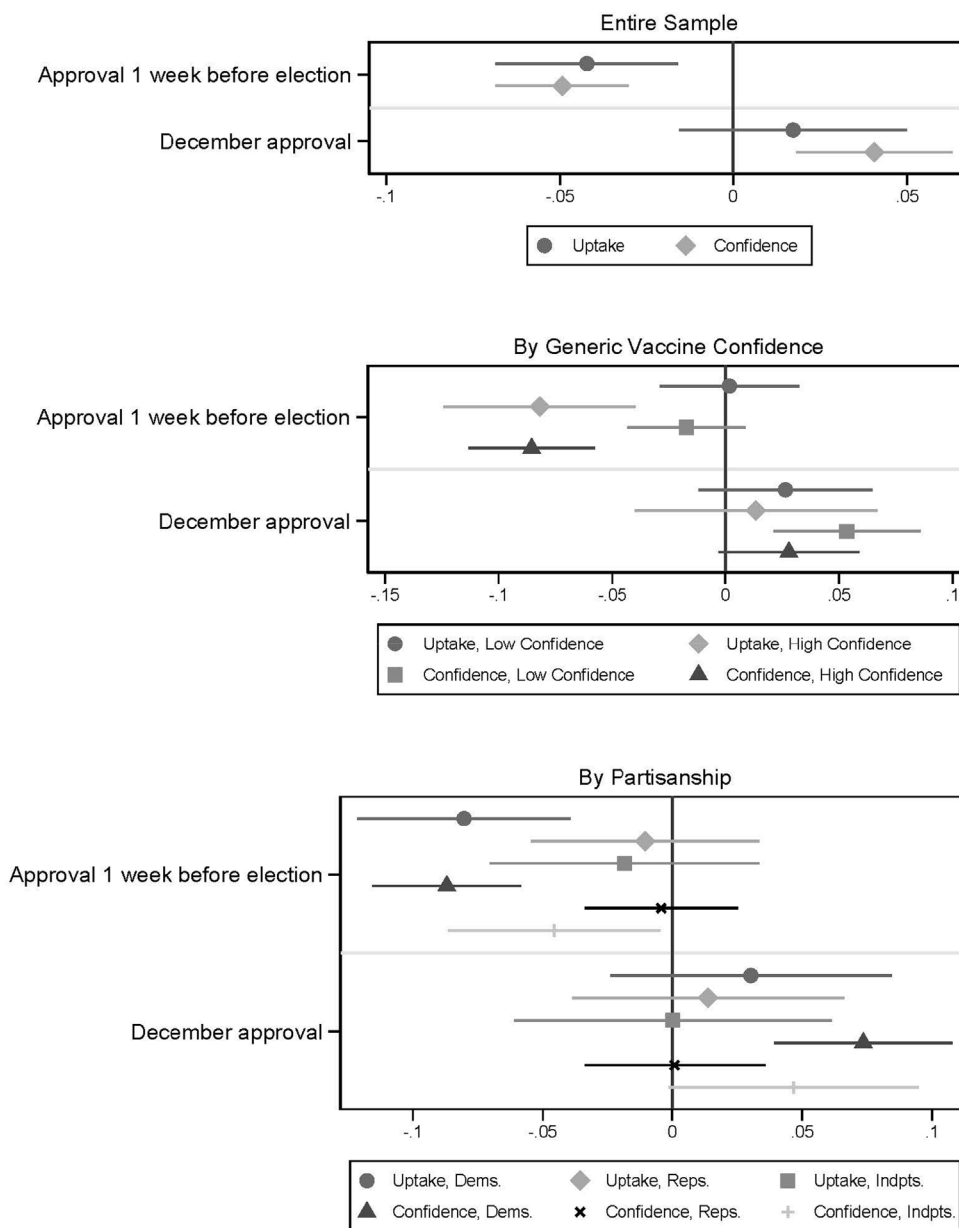 Entire Sample
Approval 1 week before election
December approval
-.1 -.05 0 .05
Uptake Confidence
By Generic Vaccine Confidence
Approval 1 week before election
December approval
-.15 -.1 -.05 0 .05 .1
Uptake, Low Confidence Uptake, High Confidence
Confidence, Low Confidence Confidence, High Confidence
By Partisanship
Approval 1 week before election
December approval
-.1 -.05 0 .05 .1
Uptake, Dems. Uptake, Reps. Uptake, Indpts.
Confidence, Dems. Confidence, Reps. Confidence, Indpts.